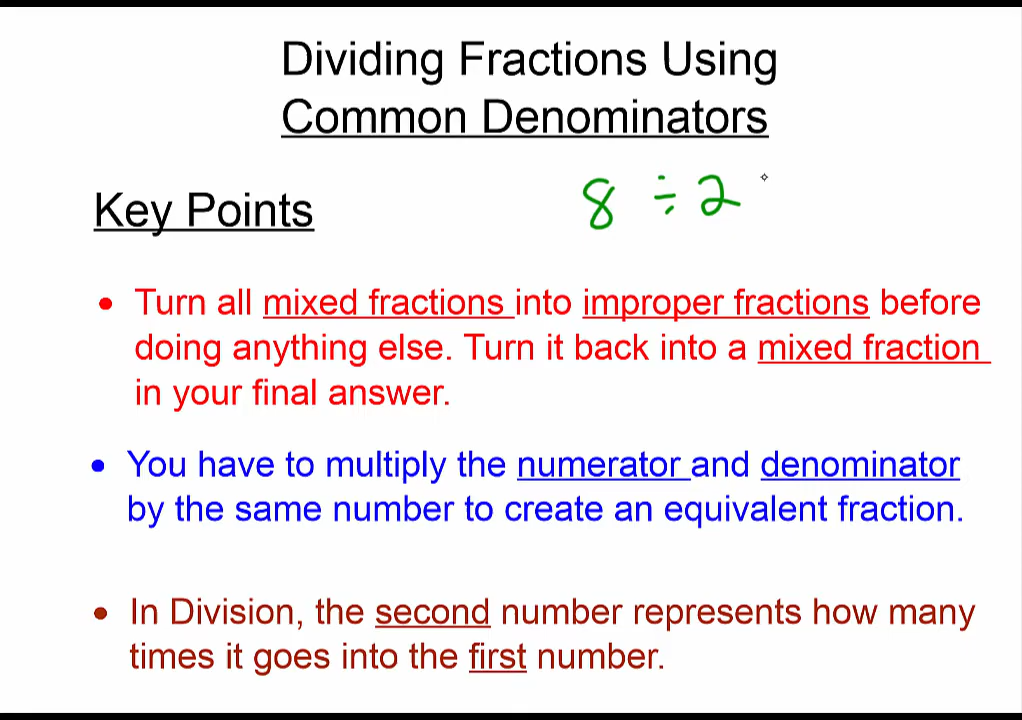 Dividing Fractions Using
Common Denominators
Key Points
8 ÷ 2
• Turn all mixed fractions into improper fractions before
doing anything else. Turn it back into a mixed fraction
in your final answer.
• You have to multiply the numerator and denominator
by the same number to create an equivalent fraction.
• In Division, the second number represents how many
times it goes into the first number.